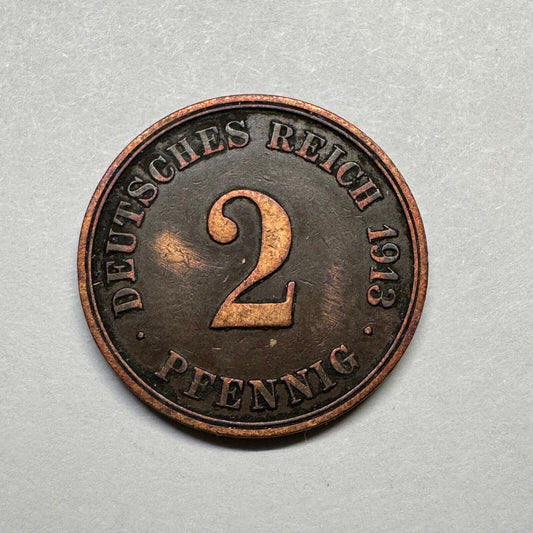 DEUTSCHES REICH 1913
2
· PFENNIG ·